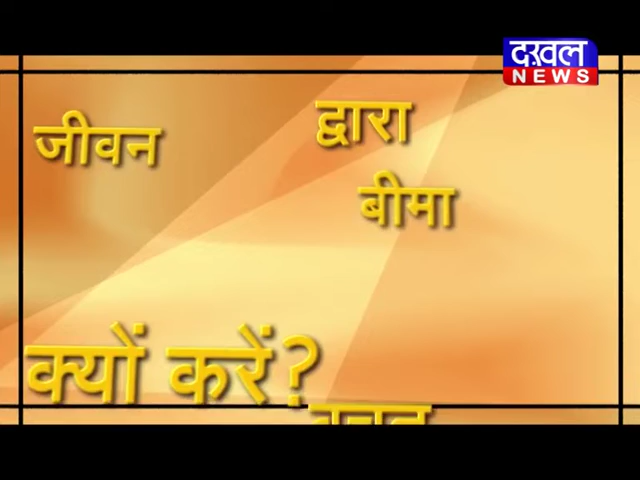 दख़ल
NEWS
जीवन
द्वारा
बीमा
क्यों करें?